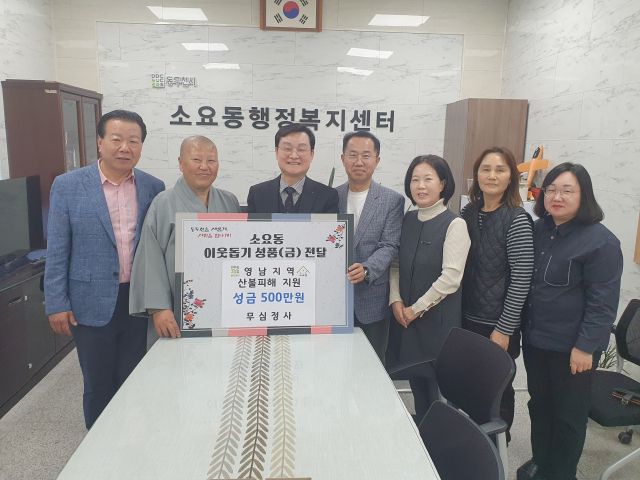 동두천시
소요동행정복지센터
소요동
이웃돕기 성품(금) 전달
영남지역
산불피해 지원
성금 500만원
무심정사